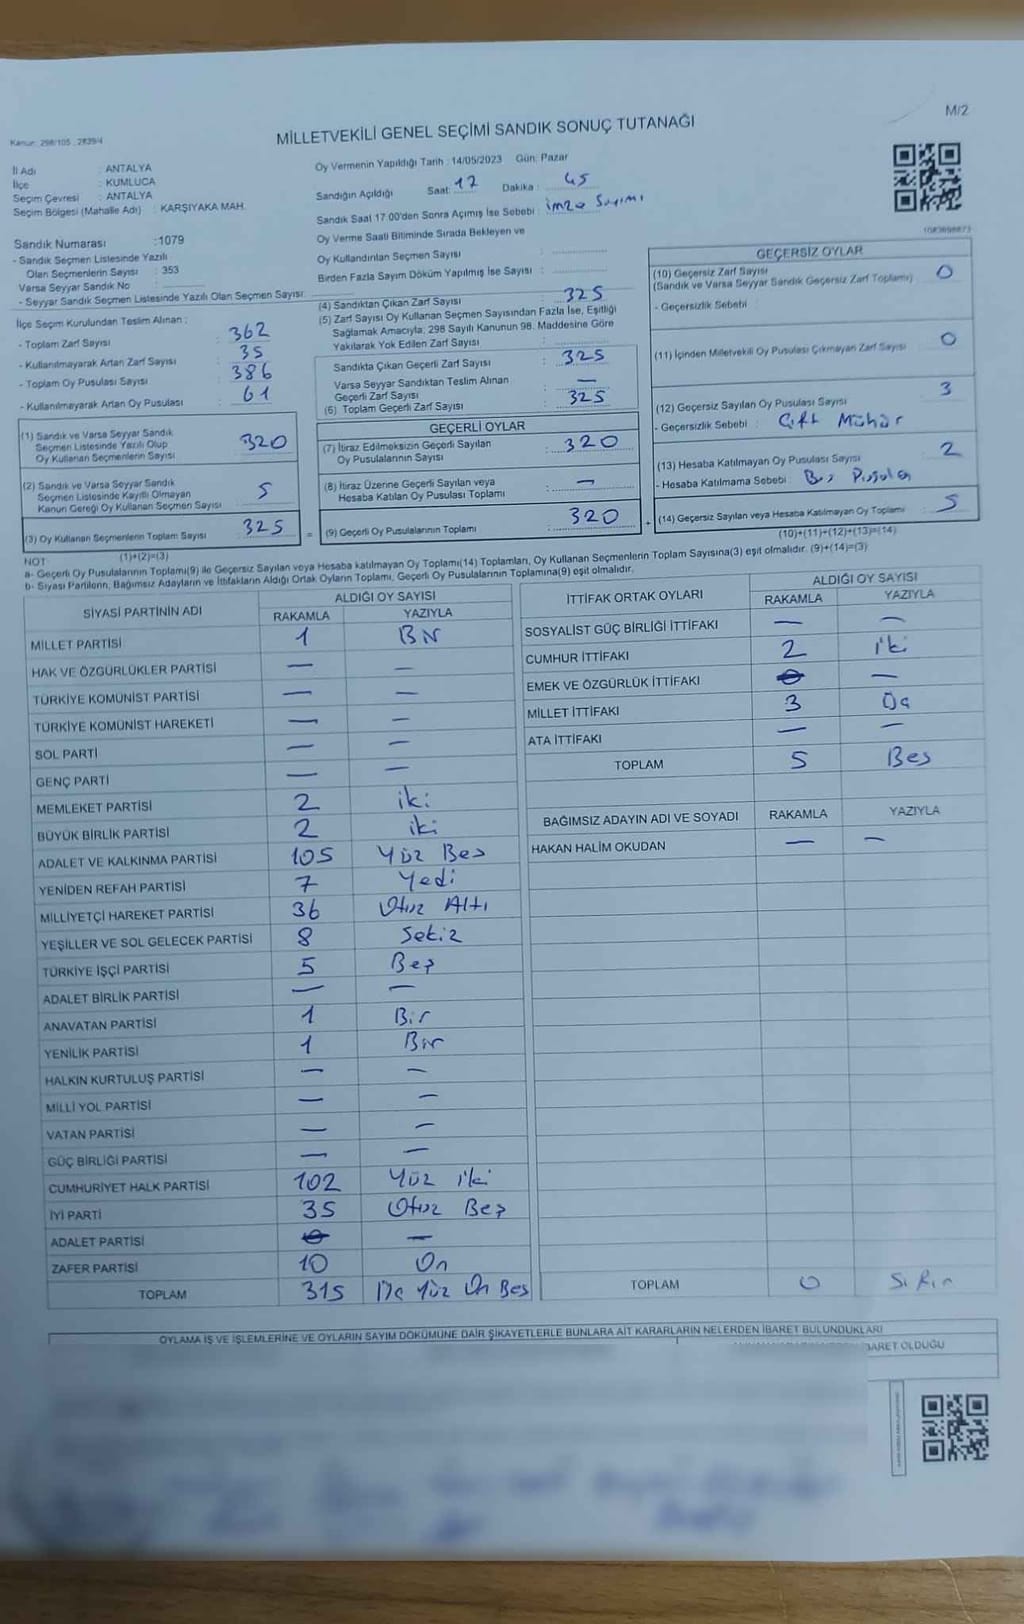 M/2
Kanun: 298/105 , 2839/4
MİLLETVEKİLİ GENEL SEÇİMİ SANDIK SONUÇ TUTANAĞI
İl Adı : ANTALYA
İlçe : KUMLUCA
Seçim Çevresi : ANTALYA
Seçim Bölgesi (Mahalle Adı) : KARŞIYAKA MAH.
Oy Vermenin Yapıldığı Tarih : 14/05/2023 Gün: Pazar
Sandığın Açıldığı Saat: 17 Dakika : 45
Sandık Saat 17:00'den Sonra Açımış İse Sebebi : imza Sayımı
Oy Verme Saati Bitiminde Sırada Bekleyen ve
Oy Kullandırılan Seçmen Sayısı :
Birden Fazla Sayım Döküm Yapılmış İse Sayısı :
Sandık Numarası :1079
- Sandık Seçmen Listesinde Yazılı
Olan Seçmenlerin Sayısı : 353
Varsa Seyyar Sandık No :
- Seyyar Sandık Seçmen Listesinde Yazılı Olan Seçmen Sayısı:
İlçe Seçim Kurulundan Teslim Alınan :
- Toplam Zarf Sayısı : 362
- Kullanılmayarak Artan Zarf Sayısı : 35
- Toplam Oy Pusulası Sayısı : 386
- Kullanılmayarak Artan Oy Pusulası : 61
(1) Sandık ve Varsa Seyyar Sandık
Seçmen Listesinde Yazılı Olup
Oy Kullanan Seçmenlerin Sayısı : 320
(2) Sandık ve Varsa Seyyar Sandık
Seçmen Listesinde Kayıtlı Olmayan
Kanun Gereği Oy Kullanan Seçmen Sayısı : 5
(3) Oy Kullanan Seçmenlerin Toplam Sayısı : 325
(1)+(2)=(3)
(4) Sandıktan Çıkan Zarf Sayısı : 325
(5) Zarf Sayısı Oy Kullanan Seçmen Sayısından Fazla İse, Eşitliği
Sağlamak Amacıyla, 298 Sayılı Kanunun 98. Maddesine Göre
Yakılarak Yok Edilen Zarf Sayısı :
Sandıkta Çıkan Geçerli Zarf Sayısı : 325
Varsa Seyyar Sandıktan Teslim Alınan
Geçerli Zarf Sayısı : —
(6) Toplam Geçerli Zarf Sayısı : 325
GEÇERLİ OYLAR
(7) İtiraz Edilmeksizin Geçerli Sayılan
Oy Pusulalarının Sayısı : 320
(8) İtiraz Üzerine Geçerli Sayılan veya
Hesaba Katılan Oy Pusulası Toplamı : —
= (9) Geçerli Oy Pusulalarının Toplamı : 320 +
GEÇERSİZ OYLAR
(10) Geçersiz Zarf Sayısı 0
(Sandık ve Varsa Seyyar Sandık Geçersiz Zarf Toplamı)
- Geçersizlik Sebebi :
(11) İçinden Milletvekili Oy Pusulası Çıkmayan Zarf Sayısı 0
(12) Geçersiz Sayılan Oy Pusulası Sayısı 3
- Geçersizlik Sebebi : Çift Mühür
(13) Hesaba Katılmayan Oy Pusulası Sayısı 2
- Hesaba Katılmama Sebebi : Boş Pusula
(14) Geçersiz Sayılan veya Hesaba Katılmayan Oy Toplamı : 5
(10)+(11)+(12)+(13)=(14)
NOT
a- Geçerli Oy Pusulalarının Toplamı(9) ile Geçersiz Sayılan veya Hesaba katılmayan Oy Toplamı(14) Toplamları, Oy Kullanan Seçmenlerin Toplam Sayısına(3) eşit olmalıdır. (9)+(14)=(3)
b- Siyasi Partilerin, Bağımsız Adayların ve İttifakların Aldığı Ortak Oyların Toplamı, Geçerli Oy Pusulalarının Toplamına(9) eşit olmalıdır.
SİYASİ PARTİNİN ADI ALDIĞI OY SAYISI
RAKAMLA YAZIYLA
MİLLET PARTİSİ 1 Bir
HAK VE ÖZGÜRLÜKLER PARTİSİ — —
TÜRKİYE KOMÜNİST PARTİSİ — —
TÜRKİYE KOMÜNİST HAREKETİ — —
SOL PARTİ — —
GENÇ PARTİ — —
MEMLEKET PARTİSİ 2 iki
BÜYÜK BİRLİK PARTİSİ 2 iki
ADALET VE KALKINMA PARTİSİ 105 Yüz Bes
YENİDEN REFAH PARTİSİ 7 Yedi
MİLLİYETÇİ HAREKET PARTİSİ 36 Otuz Altı
YEŞİLLER VE SOL GELECEK PARTİSİ 8 Sekiz
TÜRKİYE İŞÇİ PARTİSİ 5 Beş
ADALET BİRLİK PARTİSİ — —
ANAVATAN PARTİSİ 1 Bir
YENİLİK PARTİSİ 1 Bir
HALKIN KURTULUŞ PARTİSİ — —
MİLLİ YOL PARTİSİ — —
VATAN PARTİSİ — —
GÜÇ BİRLİĞİ PARTİSİ — —
CUMHURİYET HALK PARTİSİ 102 Yüz iki
İYİ PARTİ 35 Otuz Beş
ADALET PARTİSİ —
ZAFER PARTİSİ 10 On
TOPLAM 315 Üç Yüz On Bes
İTTİFAK ORTAK OYLARI ALDIĞI OY SAYISI
RAKAMLA YAZIYLA
SOSYALİST GÜÇ BİRLİĞİ İTTİFAKI — —
CUMHUR İTTİFAKI 2 iki
EMEK VE ÖZGÜRLÜK İTTİFAKI —
MİLLET İTTİFAKI 3 Üç
ATA İTTİFAKI — —
TOPLAM 5 Bes
BAĞIMSIZ ADAYIN ADI VE SOYADI RAKAMLA YAZIYLA
HAKAN HALİM OKUDAN — —
TOPLAM 0 Sıfır
OYLAMA İŞ VE İŞLEMLERİNE VE OYLARIN SAYIM DÖKÜMÜNE DAİR ŞİKAYETLERLE BUNLARA AİT KARARLARIN NELERDEN İBARET BULUNDUKLARI
BARET OLDUĞU